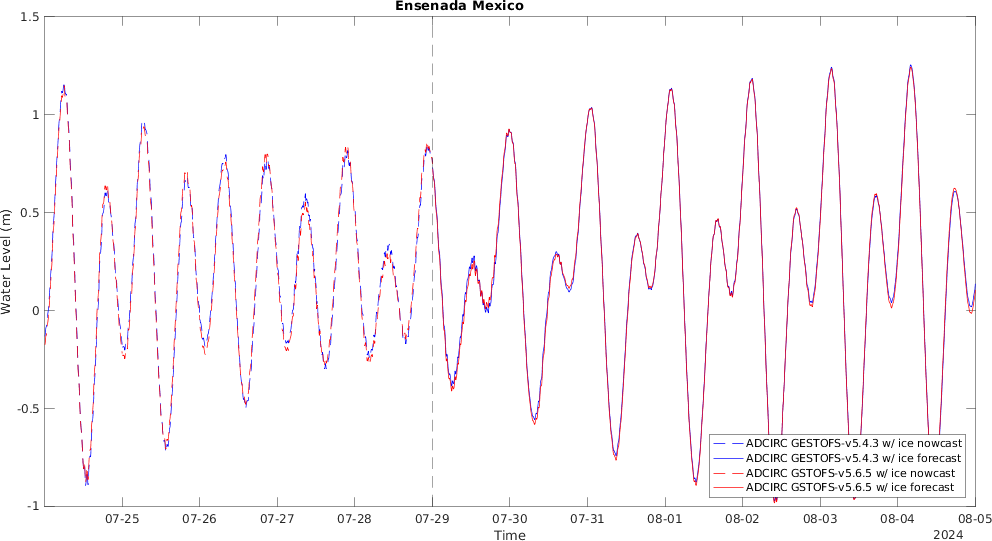 Ensenada Mexico
1.5
1
0.5
0
-0.5
-1
Water Level (m)
ADCIRC GESTOFS-v5.4.3 w/ ice nowcast
ADCIRC GESTOFS-v5.4.3 w/ ice forecast
ADCIRC GSTOFS-v5.6.5 w/ ice nowcast
ADCIRC GSTOFS-v5.6.5 w/ ice forecast
07-25 07-26 07-27 07-28 07-29 07-30 07-31 08-01 08-02 08-03 08-04 08-05
Time
2024